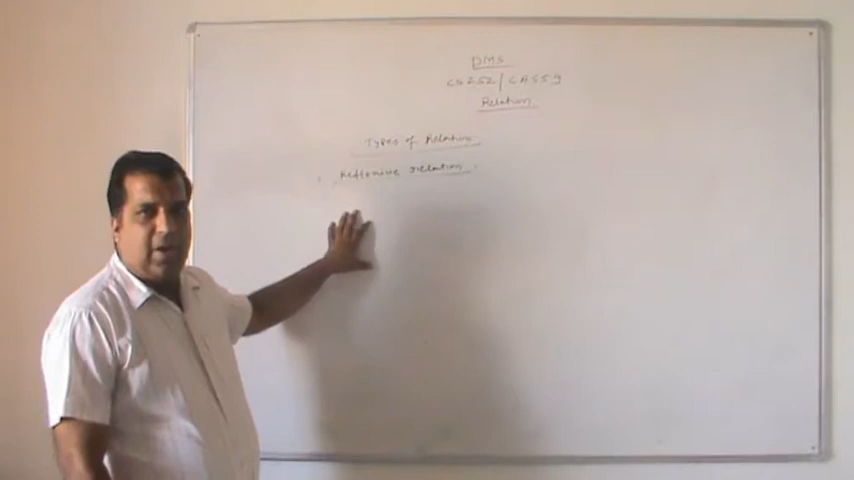 DMS
CS252/CA559
Relation
Types of Relation
Reflexive relation